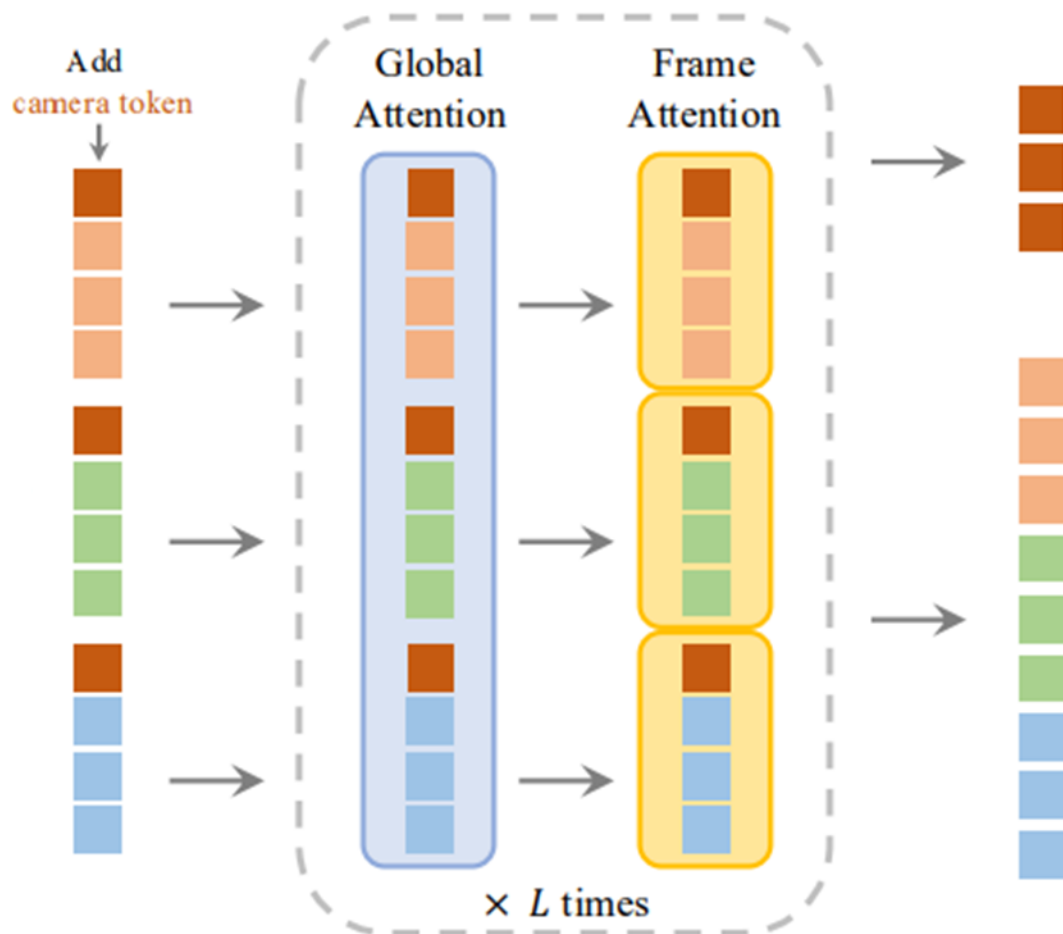 Add
camera token
Global
Attention
Frame
Attention
× L times